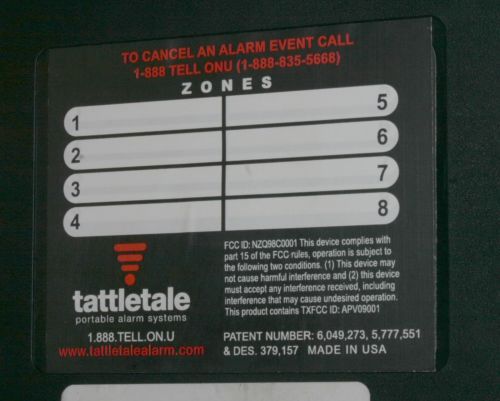 TO CANCEL AN ALARM EVENT CALL
1-888 TELL ONU (1-888-835-5668)
ZONES
1
5
2
6
3
7
4
8
tattletale
portable alarm systems
1.888.TELL.ON.U
www.tattletalealarm.com
FCC ID: NZQ98C0001 This device complies with
part 15 of the FCC rules, operation is subject to
the following two conditions. (1) This device may
not cause harmful interference and (2) this device
must accept any interference received, including
interference that may cause undesired operation.
This product contains TXFCC ID: APV09001
PATENT NUMBER: 6,049,273, 5,777,551
& DES. 379,157 MADE IN USA